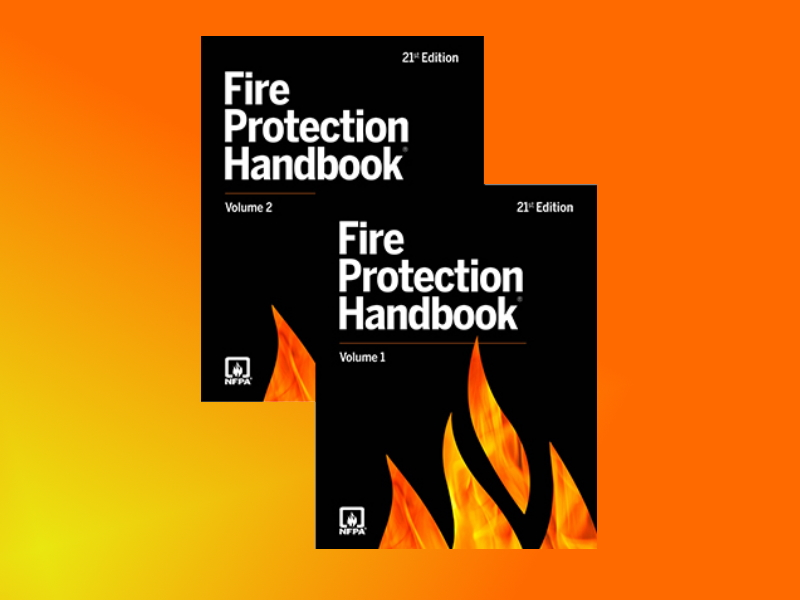 21st Edition
Fire
Protection
Handbook®
Volume 2
NFPA®
21st Edition
Fire
Protection
Handbook®
Volume 1
NFPA®